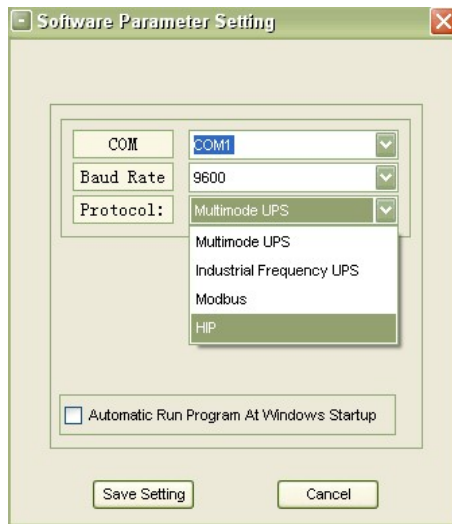 Software Parameter Setting
COM COM1
Baud Rate 9600
Protocol: Multimode UPS
Multimode UPS
Industrial Frequency UPS
Modbus
HIP
Automatic Run Program At Windows Startup
Save Setting Cancel